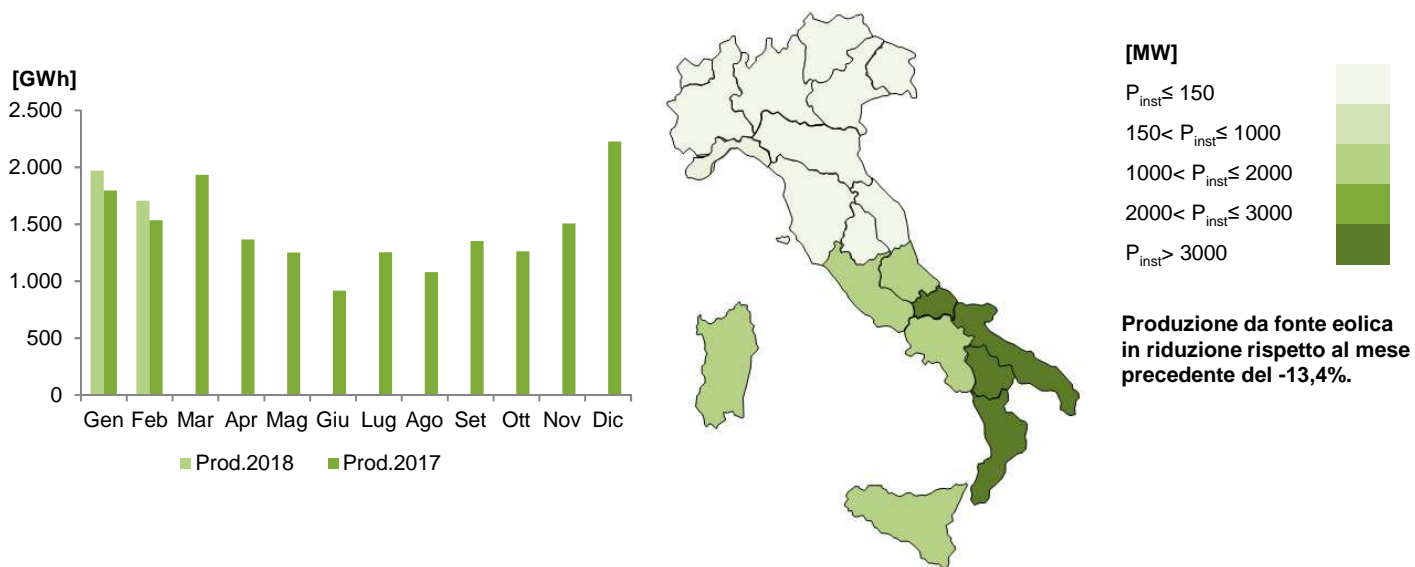 [GWh]
2.500
2.000
1.500
1.000
500
0
Gen Feb Mar Apr Mag Giu Lug Ago Set Ott Nov Dic
Prod.2018 Prod.2017
[MW]
Pinst≤ 150
150< Pinst≤ 1000
1000< Pinst≤ 2000
2000< Pinst≤ 3000
Pinst> 3000
Produzione da fonte eolica
in riduzione rispetto al mese
precedente del -13,4%.